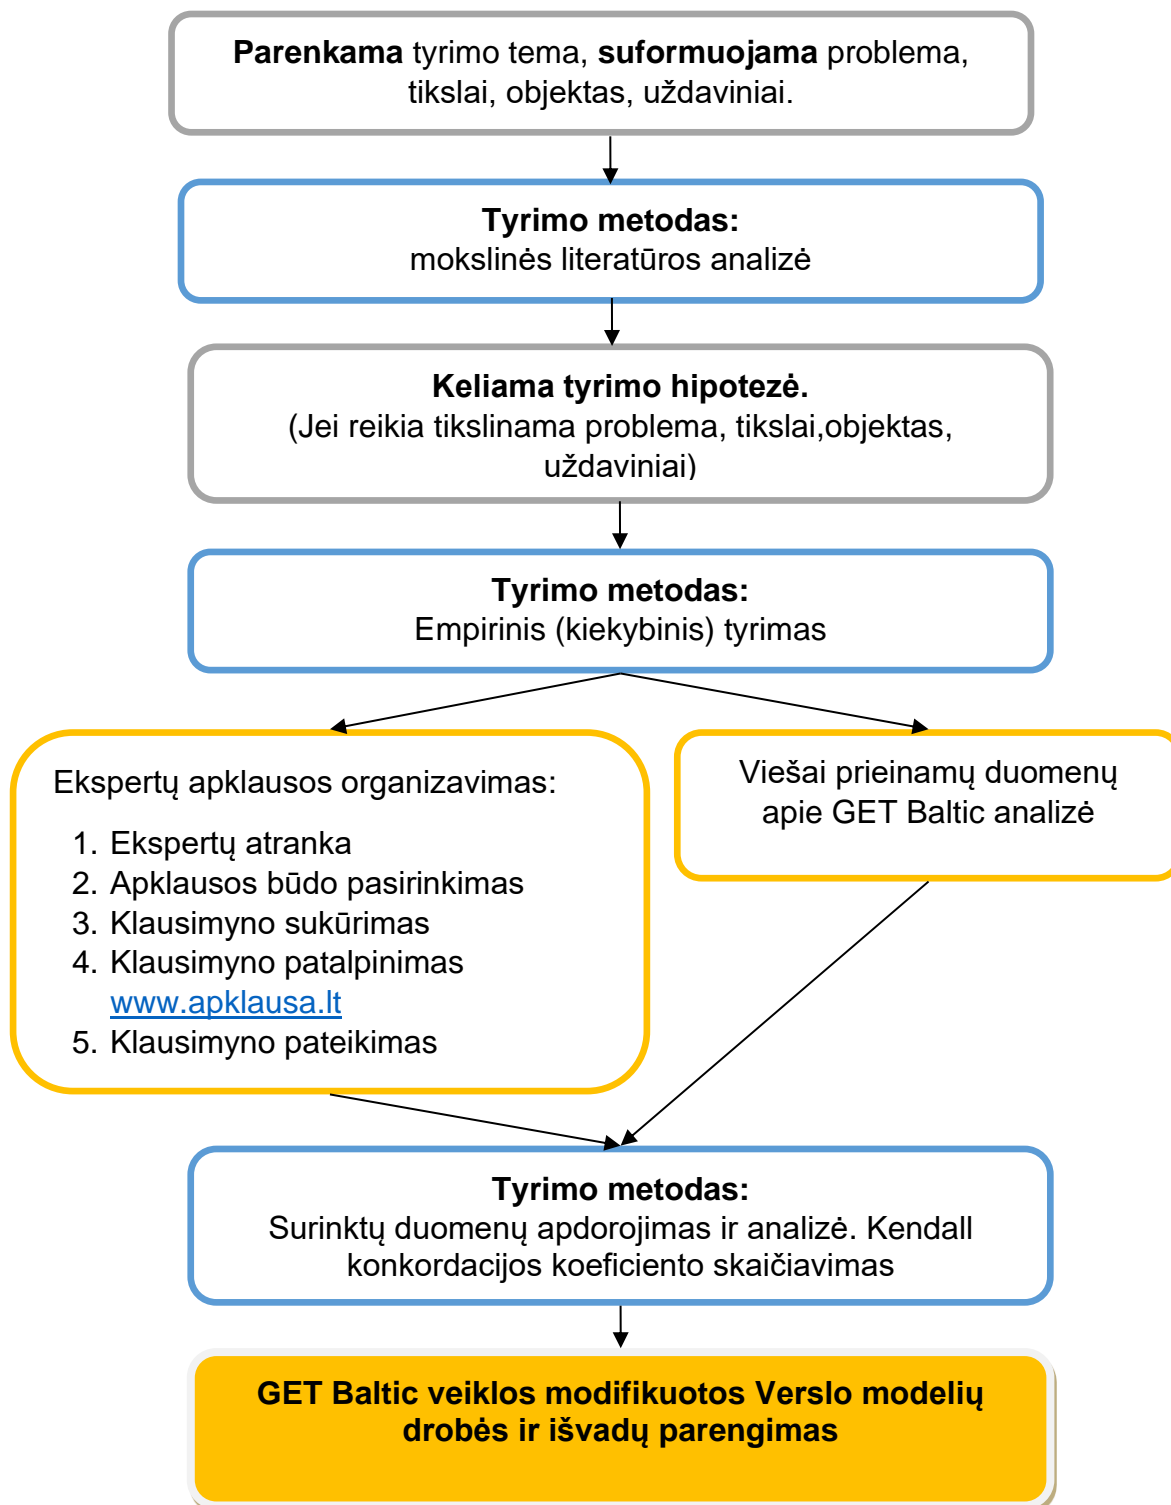 Parenkama tyrimo tema, suformuojama problema,
tikslai, objektas, uždaviniai.
Tyrimo metodas:
mokslinės literatūros analizė
Keliama tyrimo hipotezė.
(Jei reikia tikslinama problema, tikslai,objektas,
uždaviniai)
Tyrimo metodas:
Empirinis (kiekybinis) tyrimas
Ekspertų apklausos organizavimas:
1. Ekspertų atranka
2. Apklausos būdo pasirinkimas
3. Klausimyno sukūrimas
4. Klausimyno patalpinimas
www.apklausa.lt
5. Klausimyno pateikimas
Viešai prieinamų duomenų
apie GET Baltic analizė
Tyrimo metodas:
Surinktų duomenų apdorojimas ir analizė. Kendall
konkordacijos koeficiento skaičiavimas
GET Baltic veiklos modifikuotos Verslo modelių
drobės ir išvadų parengimas